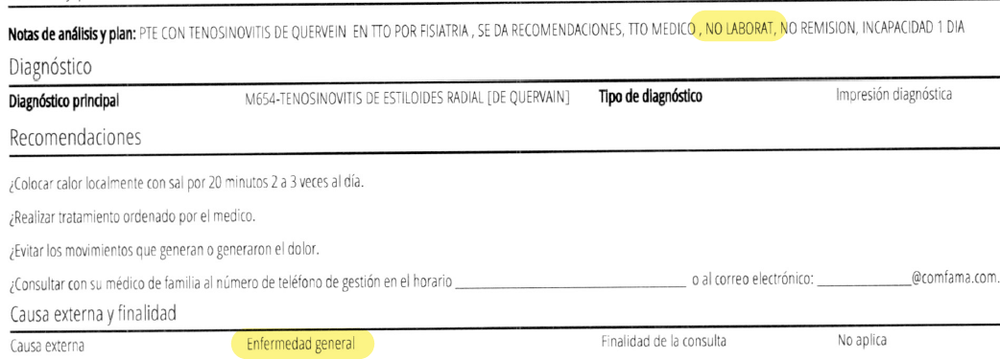 Notas de análisis y plan: PTE CON TENOSINOVITIS DE QUERVEIN EN TTO POR FISIATRIA , SE DA RECOMENDACIONES, TTO MEDICO , NO LABORAT, NO REMISION, INCAPACIDAD 1 DIA
Diagnóstico
Diagnóstico principal M654-TENOSINOVITIS DE ESTILOIDES RADIAL [DE QUERVAIN] Tipo de diagnóstico Impresión diagnóstica
Recomendaciones
¿Colocar calor localmente con sal por 20 minutos 2 a 3 veces al día.
¿Realizar tratamiento ordenado por el medico.
¿Evitar los movimientos que generan o generaron el dolor.
¿Consultar con su médico de familia al número de teléfono de gestión en el horario ______________________________ o al correo electrónico: ____________@comfama.com.
Causa externa y finalidad
Causa externa Enfermedad general Finalidad de la consulta No aplica